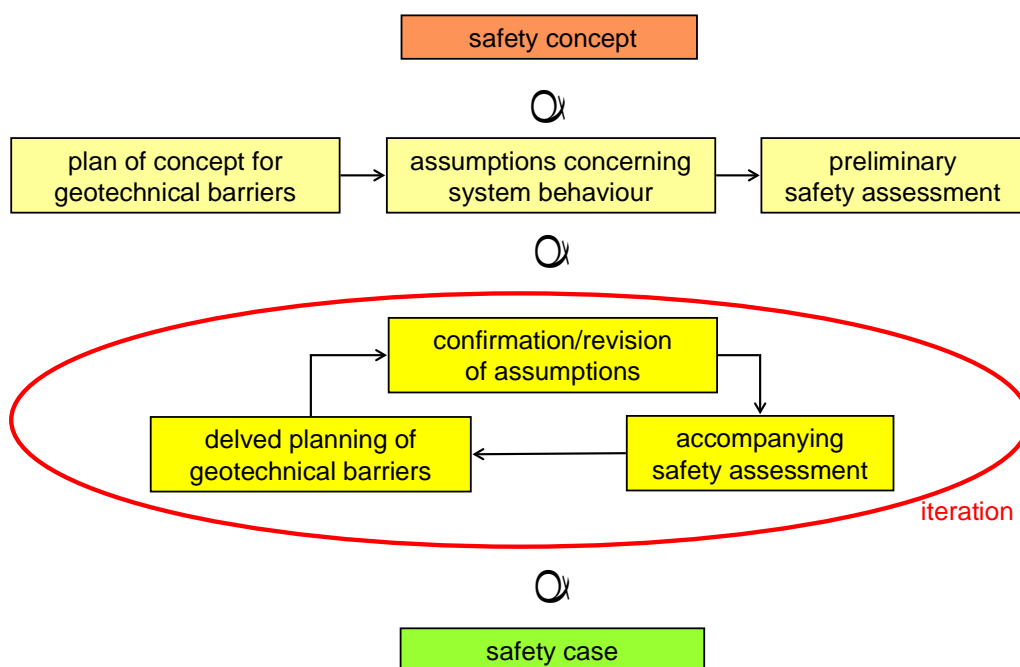 safety concept
α
plan of concept for
geotechnical barriers
assumptions concerning
system behaviour
preliminary
safety assessment
α
confirmation/revision
of assumptions
delved planning of
geotechnical barriers
accompanying
safety assessment
iteration
α
safety case